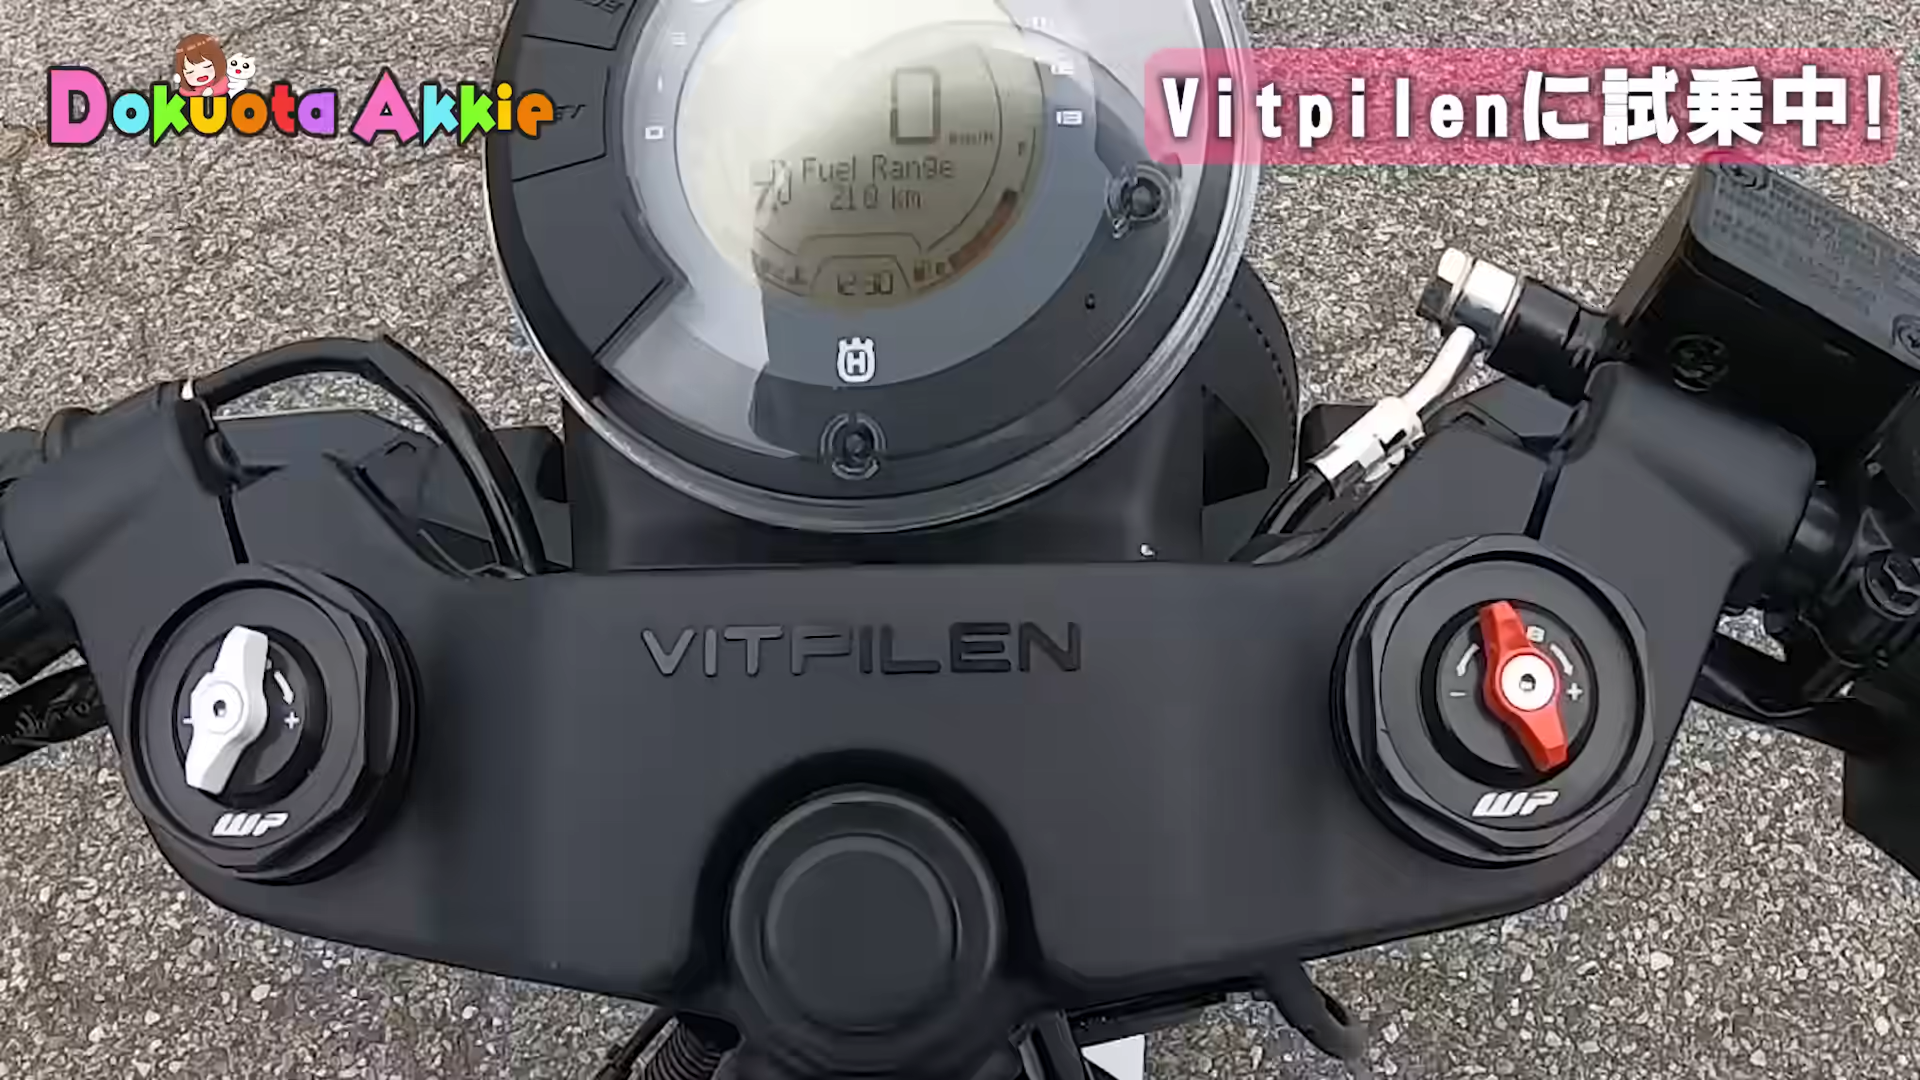 Dokuota Akkie
Vitpilenに試乗中!
0
Fuel Range
210 km
12:30
H
VITPILEN
B
- +
- +
WP
WP